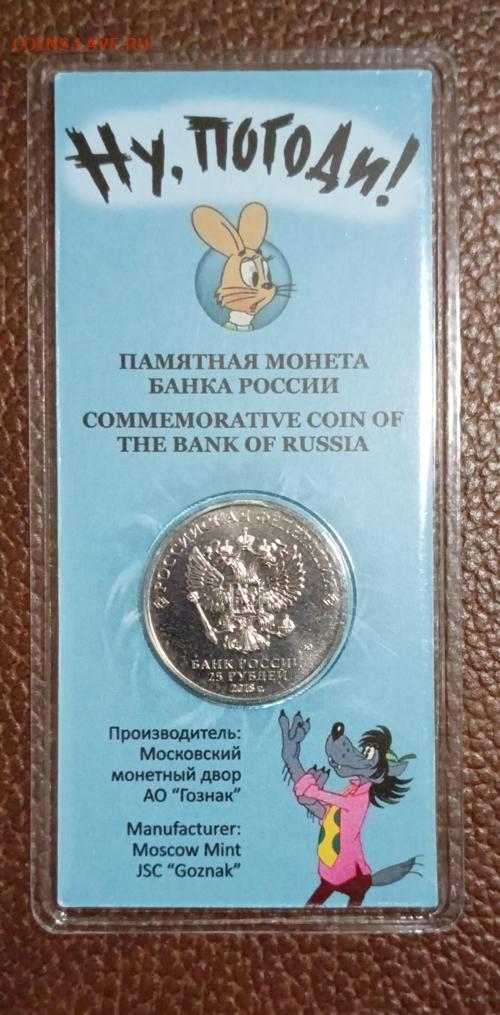 COINS.LAVE.RU
Ну, погоди!
ПАМЯТНАЯ МОНЕТА
БАНКА РОССИИ
COMMEMORATIVE COIN OF
THE BANK OF RUSSIA
РОССИЙСКАЯ ФЕДЕРАЦИЯ
БАНК РОССИИ
25 РУБЛЕЙ
2018 г.
Производитель:
Московский
монетный двор
АО "Гознак"
Manufacturer:
Moscow Mint
JSC "Goznak"